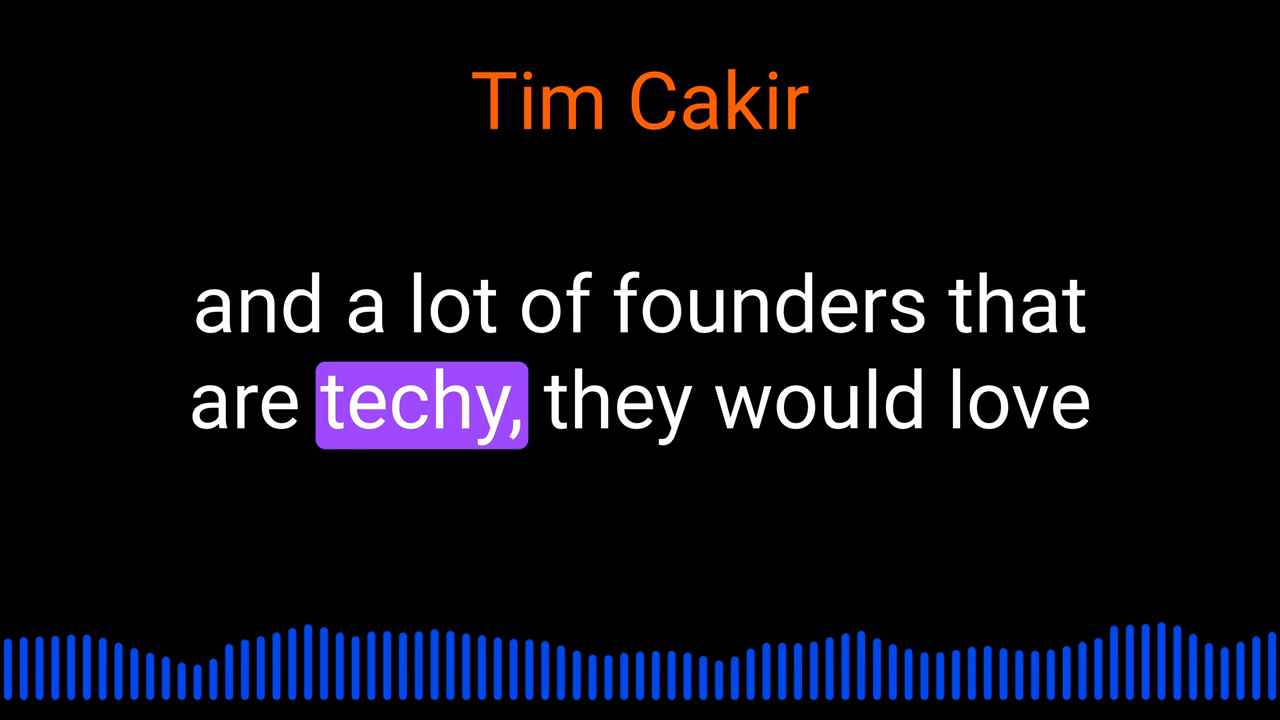 Tim Cakir
and a lot of founders that
are techy, they would love